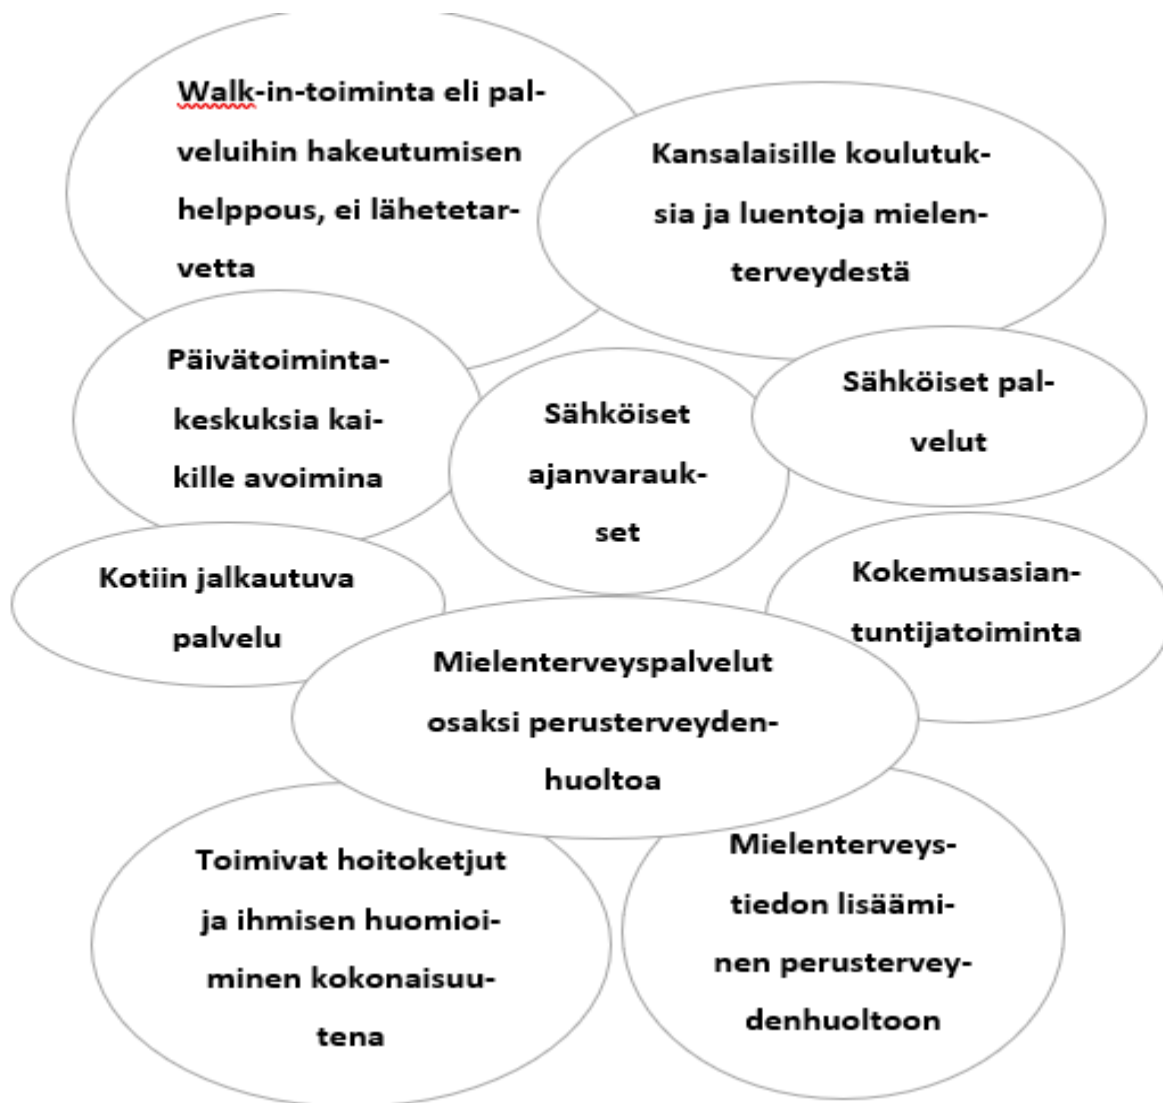 Walk-in-toiminta eli pal-
veluihin hakeutumisen
helppous, ei lähetetar-
vetta
Kansalaisille koulutuk-
sia ja luentoja mielen-
terveydestä
Päivätoiminta-
keskuksia kai-
kille avoimina
Sähköiset
ajanvarauk-
set
Sähköiset pal-
velut
Kotiin jalkautuva
palvelu
Kokemusasian-
tuntijatoiminta
Mielenterveyspalvelut
osaksi perusterveyden-
huoltoa
Toimivat hoitoketjut
ja ihmisen huomioi-
minen kokonaisuu-
tena
Mielenterveys-
tiedon lisäämi-
nen perustervey-
denhuoltoon